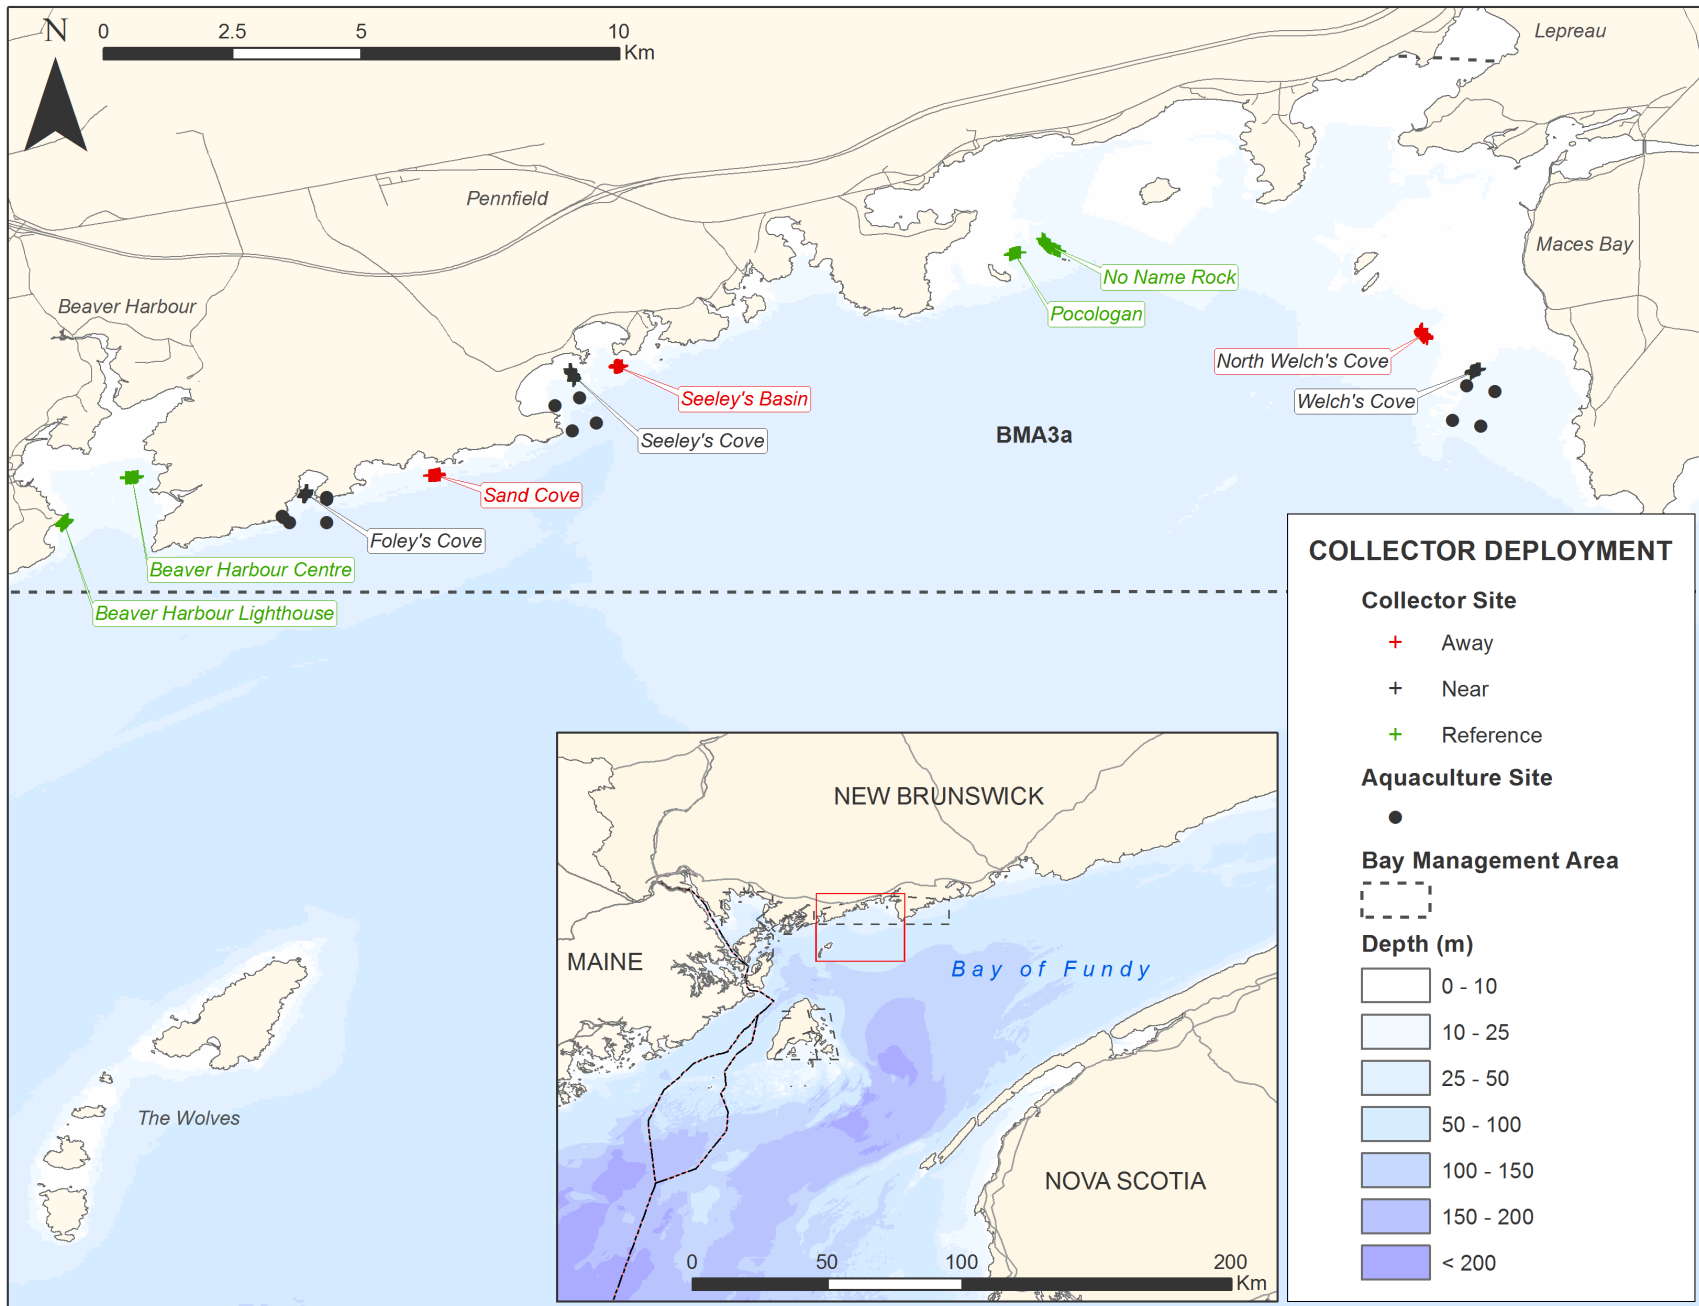 N
0 2.5 5 10
Km
Lepreau
Pennfield
Maces Bay
No Name Rock
Beaver Harbour
Pocologan
North Welch's Cove
Seeley's Basin
Welch's Cove
BMA3a
Seeley's Cove
Sand Cove
Foley's Cove
Beaver Harbour Centre
Beaver Harbour Lighthouse
The Wolves
COLLECTOR DEPLOYMENT
Collector Site
+ Away
+ Near
+ Reference
Aquaculture Site
Bay Management Area
Depth (m)
0 - 10
10 - 25
25 - 50
50 - 100
100 - 150
150 - 200
< 200
NEW BRUNSWICK
MAINE
Bay of Fundy
NOVA SCOTIA
0 50 100 200
Km